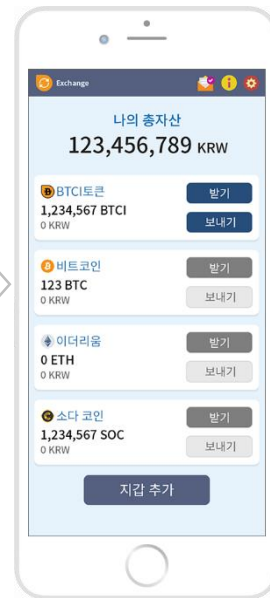 Exchange
나의 총자산
123,456,789 KRW
BTCI토큰
받기
1,234,567 BTCI
0 KRW
보내기
비트코인
받기
123 BTC
0 KRW
보내기
이더리움
받기
0 ETH
0 KRW
보내기
소다 코인
받기
1,234,567 SOC
0 KRW
보내기
지갑 추가